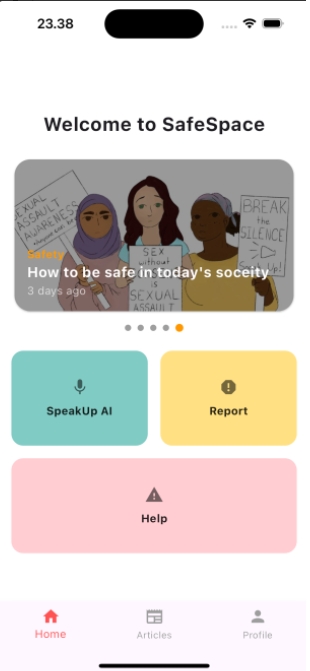 23.38
Welcome to SafeSpace
SEXUAL
ASSAULT
AWARENESS
BREAK
THE
SILENCE
SEX
without
is
SEXUAL
ASSAULT
Safety
How to be safe in today's soceity
3 days ago
SpeakUp AI
Report
Help
Home
Articles
Profile